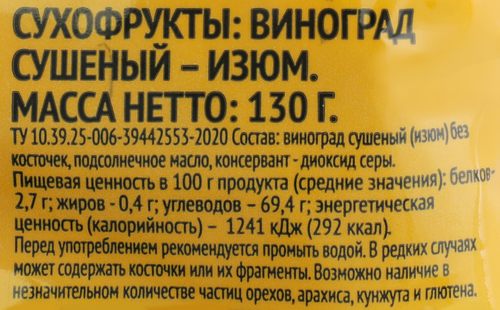 СУХОФРУКТЫ: ВИНОГРАД
СУШЕНЫЙ – ИЗЮМ.
МАССА НЕТТО: 130 Г.
ТУ 10.39.25-006-39442553-2020 Состав: виноград сушеный (изюм) без
косточек, подсолнечное масло, консервант - диоксид серы.
Пищевая ценность в 100 г продукта (средние значения): белков-
2,7 г; жиров - 0,4 г; углеводов – 69,4 г; энергетическая
ценность (калорийность) – 1241 кДж (292 ккал).
Перед употреблением рекомендуется промыть водой. В редких случаях
может содержать косточки или их фрагменты. Возможно наличие в
незначительном количестве частиц орехов, арахиса, кунжута и глютена.